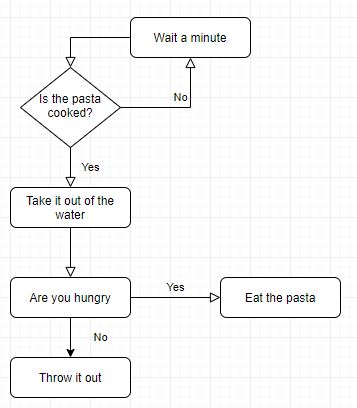 Wait a minute
Is the pasta
cooked?
No
Yes
Take it out of the
water
Are you hungry
Yes
Eat the pasta
No
Throw it out